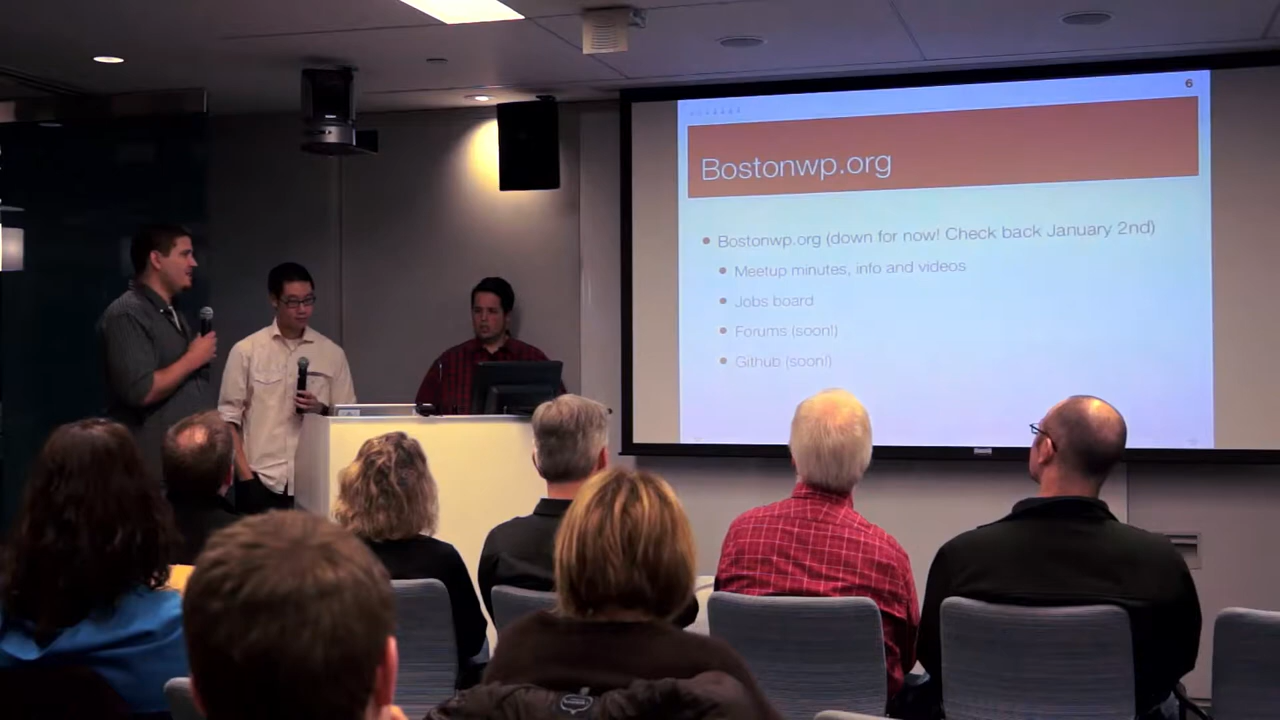 6
Bostonwp.org
Bostonwp.org (down for now! Check back January 2nd)
Meetup minutes, info and videos
Jobs board
Forums (soon!)
Github (soon!)